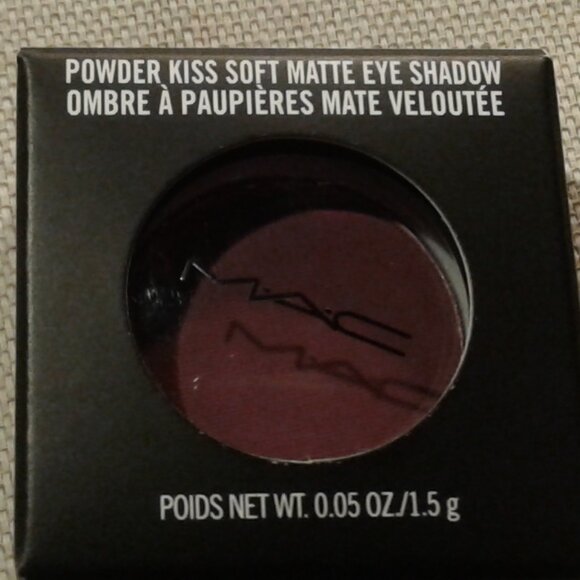 POWDER KISS SOFT MATTE EYE SHADOW
OMBRE À PAUPIÈRES MATE VELOUTÉE
M·A·C
POIDS NET WT. 0.05 OZ./1.5 g